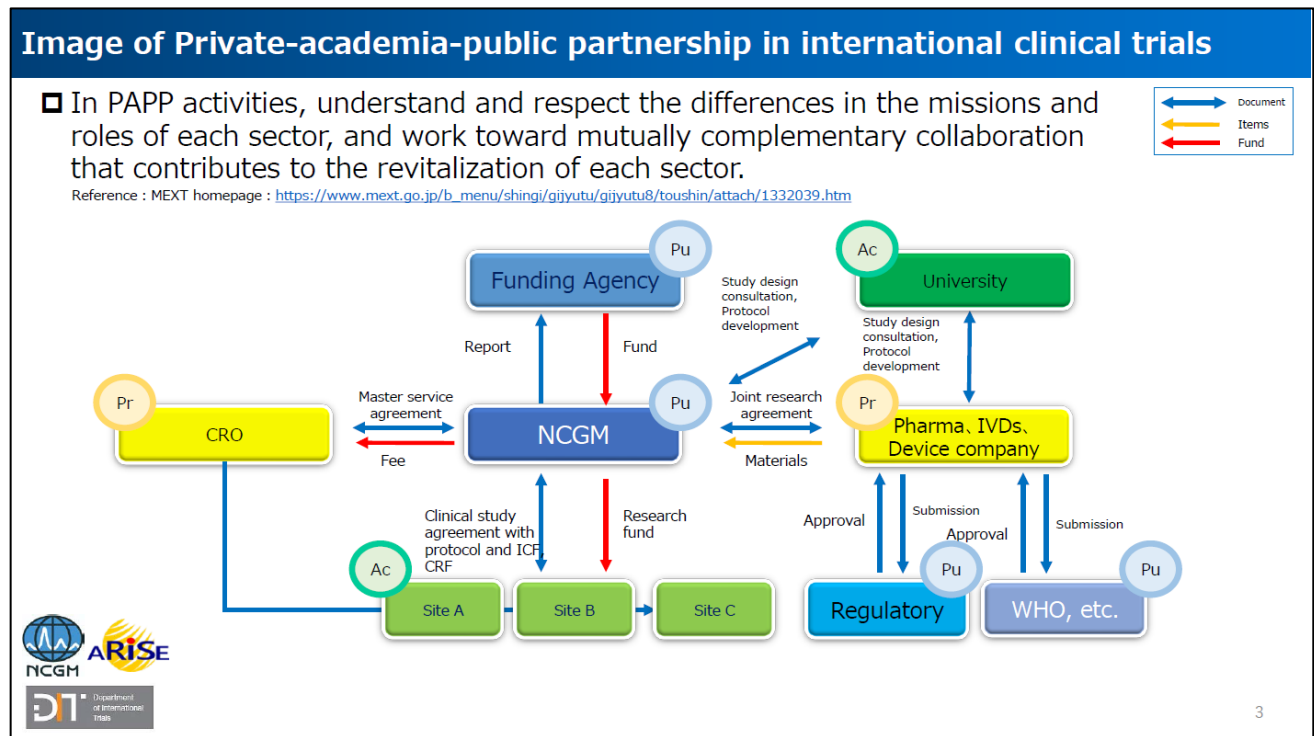 Image of Private-academia-public partnership in international clinical trials
In PAPP activities, understand and respect the differences in the missions and
roles of each sector, and work toward mutually complementary collaboration
that contributes to the revitalization of each sector.
Reference : MEXT homepage : https://www.mext.go.jp/b_menu/shingi/gijyutu/gijyutu8/toushin/attach/1332039.htm
Document
Items
Fund
Pu
Funding Agency
Study design
consultation,
Protocol
development
Ac
University
Study design
consultation,
Protocol
development
Report
Fund
Pr
CRO
Master service
agreement
Fee
Pu
NCGM
Joint research
agreement
Materials
Pr
Pharma、IVDs、
Device company
Clinical study
agreement with
protocol and ICF,
CRF
Research
fund
Approval
Submission
Approval
Submission
Ac
Site A
Site B
Site C
Pu
Regulatory
Pu
WHO, etc.
NCGM
ARiSE
DIT
Department
of International
Trials
3